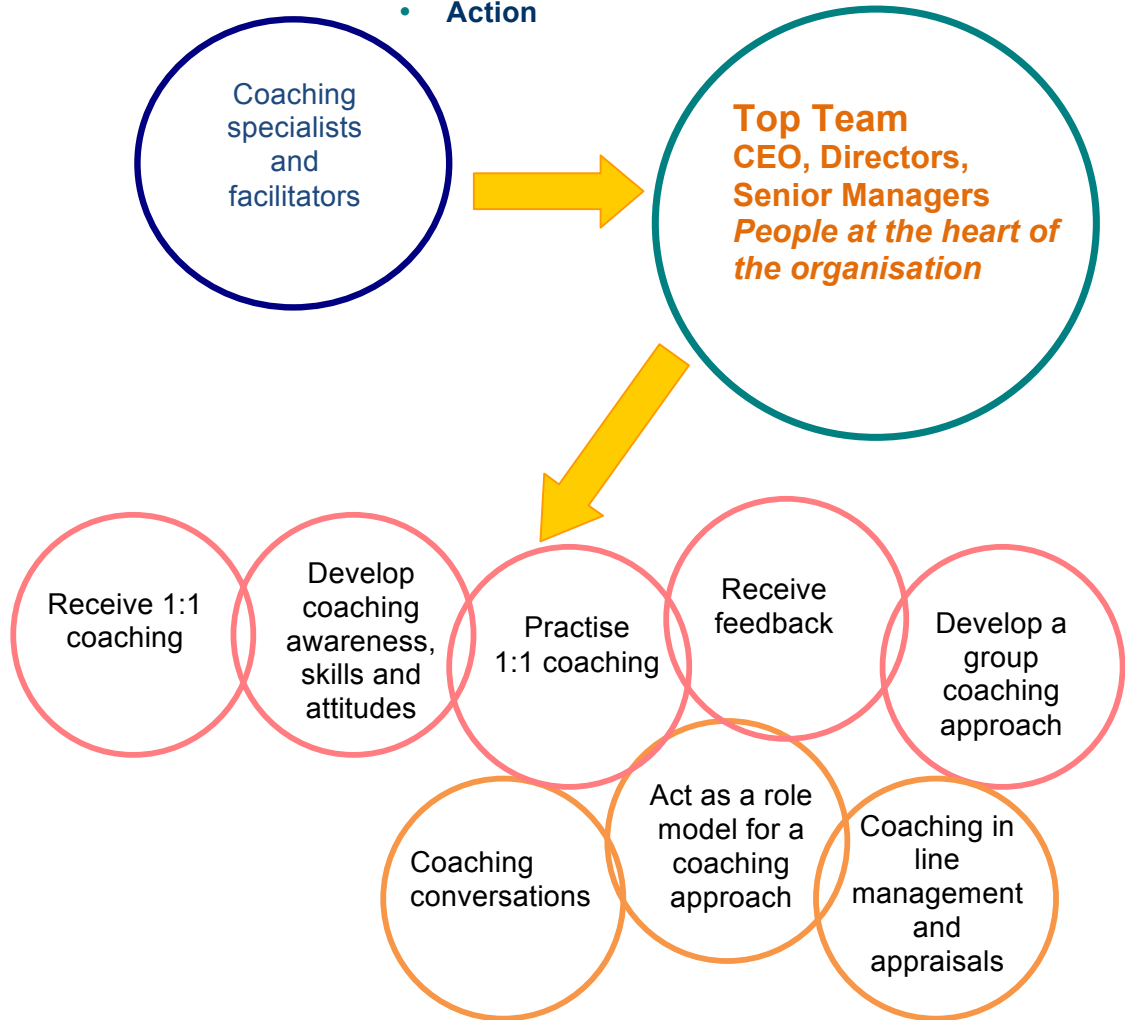 • Action
Coaching
specialists
and
facilitators
Top Team
CEO, Directors,
Senior Managers
People at the heart of
the organisation
Receive 1:1
coaching
Develop
coaching
awareness,
skills and
attitudes
Practise
1:1 coaching
Receive
feedback
Develop a
group
coaching
approach
Coaching
conversations
Act as a role
model for a
coaching
approach
Coaching in
line
management
and
appraisals